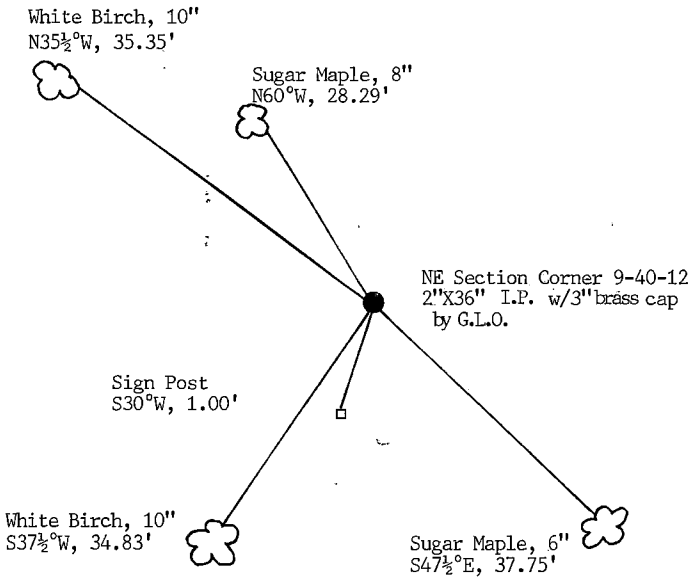 White Birch, 10"
N35½°W, 35.35'
Sugar Maple, 8"
N60°W, 28.29'
NE Section Corner 9-40-12
2"X36" I.P. w/3"brass cap
by G.L.O.
Sign Post
S30°W, 1.00'
White Birch, 10"
S37½°W, 34.83'
Sugar Maple, 6"
S47½°E, 37.75'